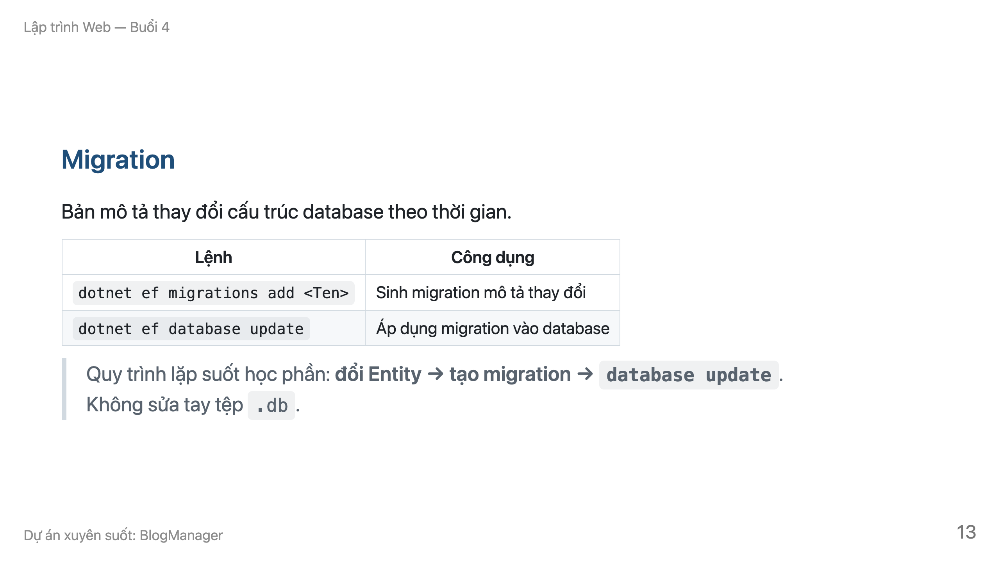 Lập trình Web — Buổi 4
Migration
Bản mô tả thay đổi cấu trúc database theo thời gian.
Lệnh Công dụng
dotnet ef migrations add <Ten> Sinh migration mô tả thay đổi
dotnet ef database update Áp dụng migration vào database
Quy trình lặp suốt học phần: đổi Entity → tạo migration → database update.
Không sửa tay tệp .db.
Dự án xuyên suốt: BlogManager
13